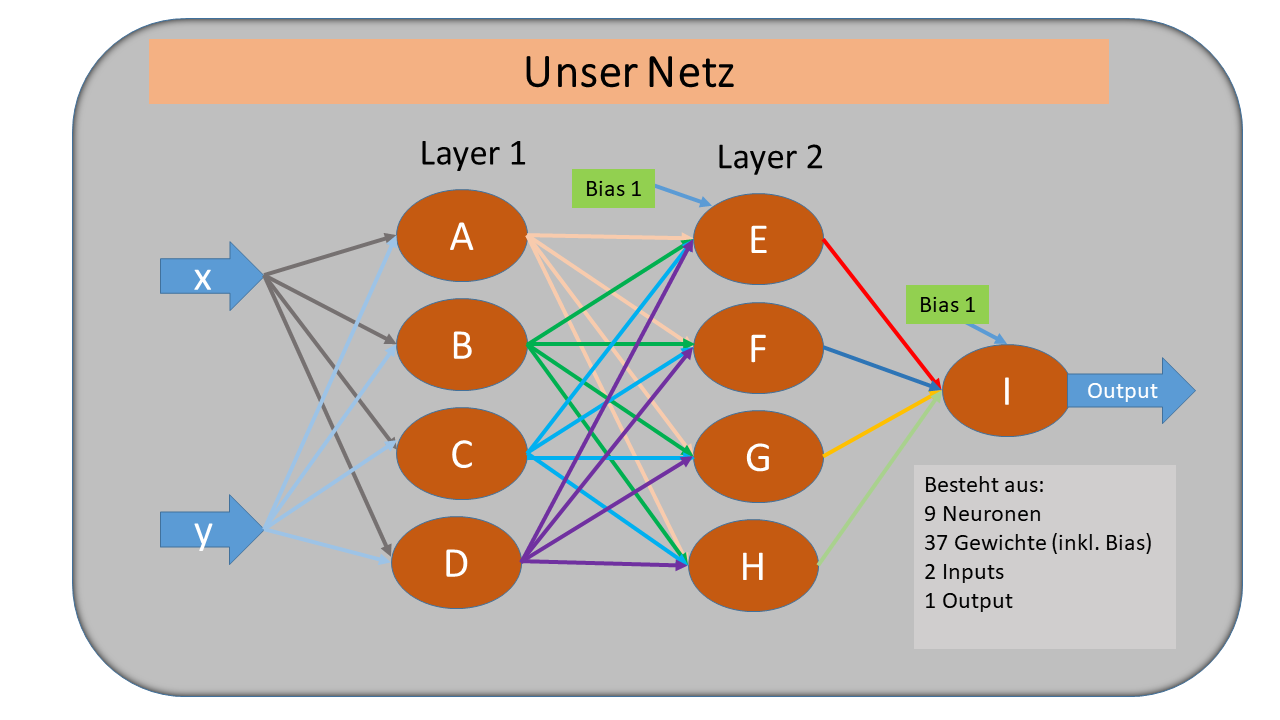 Unser Netz
Layer 1
Layer 2
Bias 1
A
E
x
B
F
Bias 1
I
Output
C
G
y
D
H
Besteht aus:
9 Neuronen
37 Gewichte (inkl. Bias)
2 Inputs
1 Output